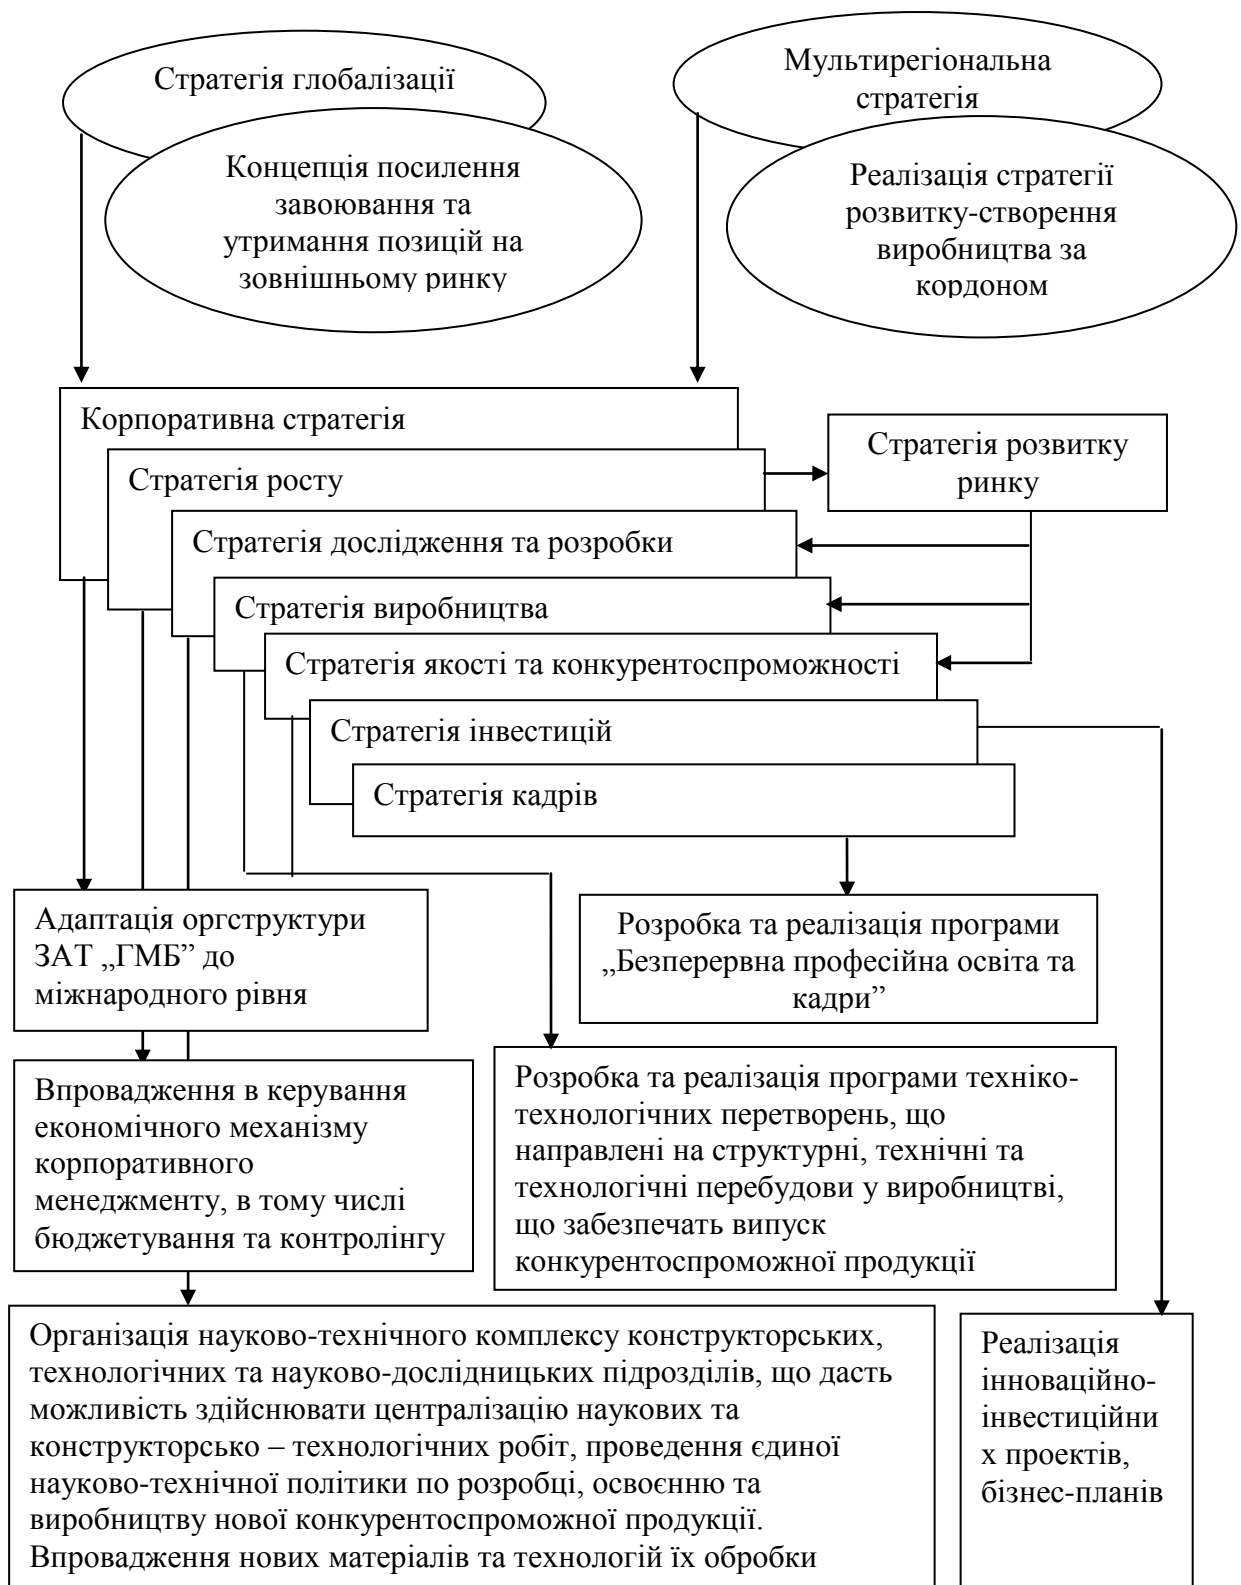 Стратегія глобалізації
Концепція посилення
завоювання та
утримання позицій на
зовнішньому ринку
Мультирегіональна
стратегія
Реалізація стратегії
розвитку-створення
виробництва за
кордоном
Корпоративна стратегія
Стратегія росту
Стратегія розвитку
ринку
Стратегія дослідження та розробки
Стратегія виробництва
Стратегія якості та конкурентоспроможності
Стратегія інвестицій
Стратегія кадрів
Адаптація оргструктури
ЗАТ „ГМБ” до
міжнародного рівня
Розробка та реалізація програми
„Безперервна професійна освіта та
кадри”
Впровадження в керування
економічного механізму
корпоративного
менеджменту, в тому числі
бюджетування та контролінгу
Розробка та реалізація програми техніко-
технологічних перетворень, що
направлені на структурні, технічні та
технологічні перебудови у виробництві,
що забезпечать випуск
конкурентоспроможної продукції
Організація науково-технічного комплексу конструкторських,
технологічних та науково-дослідницьких підрозділів, що дасть
можливість здійснювати централізацію наукових та
конструкторсько – технологічних робіт, проведення єдиної
науково-технічної політики по розробці, освоєнню та
виробництву нової конкурентоспроможної продукції.
Впровадження нових матеріалів та технологій їх обробки
Реалізація
інноваційно-
інвестиційни
х проектів,
бізнес-планів